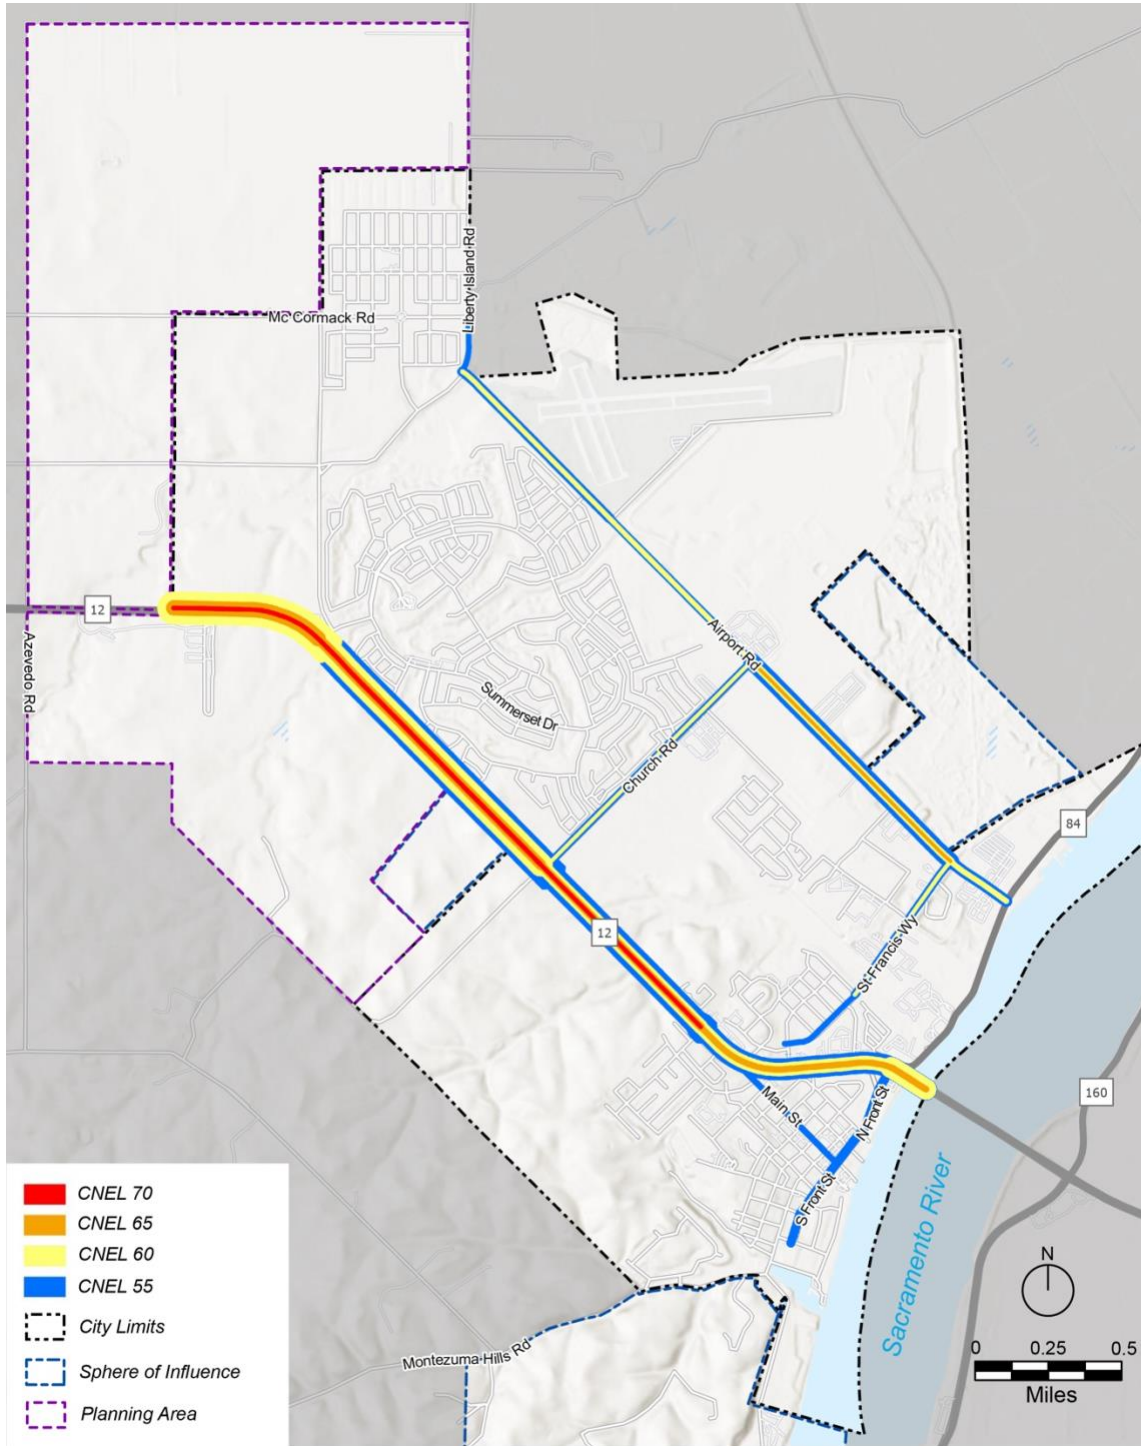 Liberty Island Rd
Mc Cormack Rd
12
Azevedo Rd
Airport Rd
Summerset Dr
Church Rd
84
12
St Francis Wy
160
Main St
N Front St
S Front St
Sacramento River
Montezuma Hills Rd
CNEL 70
CNEL 65
CNEL 60
CNEL 55
City Limits
Sphere of Influence
Planning Area
N
0 0.25 0.5
Miles